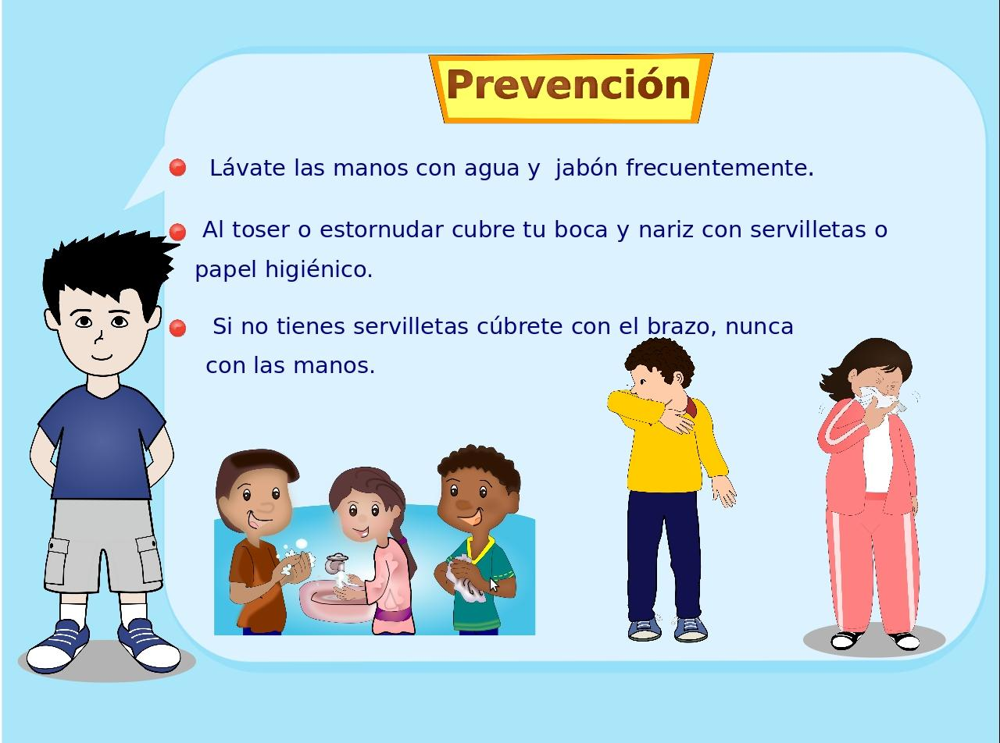 Prevención
Lávate las manos con agua y  jabón frecuentemente.
Al toser o estornudar cubre tu boca y nariz con servilletas o
papel higiénico.
Si no tienes servilletas cúbrete con el brazo, nunca
con las manos.